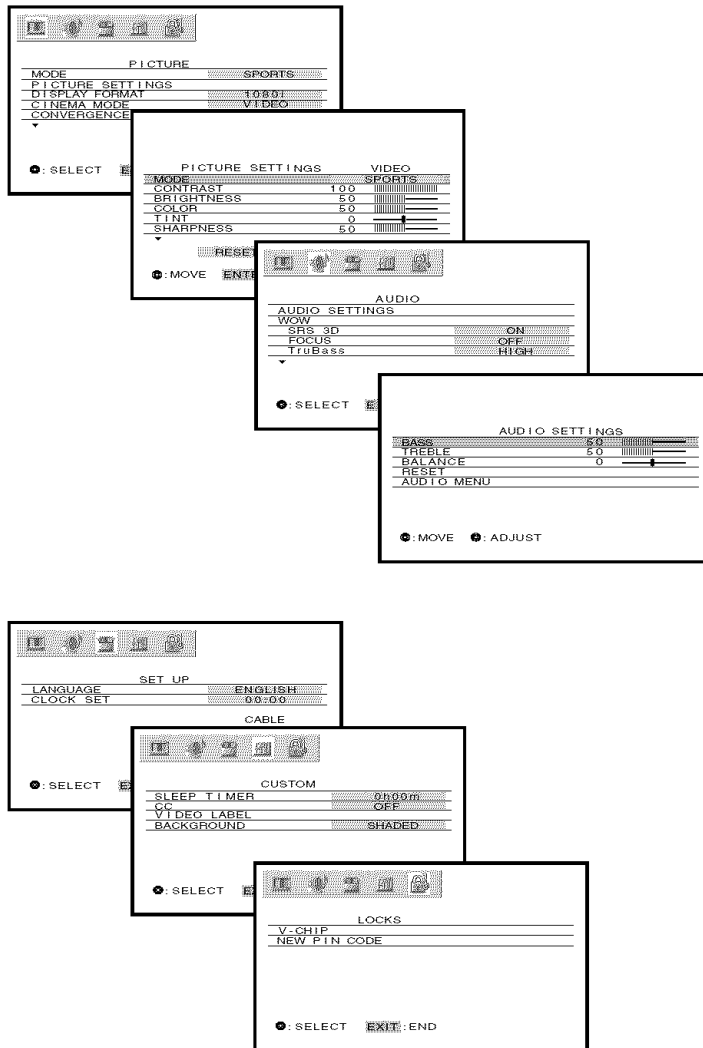 PICTURE
MODE SPORTS
PICTURE SETTINGS
DISPLAY FORMAT 1080i
CINEMA MODE VIDEO
CONVERGENCE
: SELECT
PICTURE SETTINGS VIDEO
MODE SPORTS
CONTRAST 100
BRIGHTNESS 50
COLOR 50
TINT 0
SHARPNESS 50
RESET
: MOVE ENTE
AUDIO
AUDIO SETTINGS
WOW
SRS 3D ON
FOCUS OFF
TruBass HIGH
: SELECT E
AUDIO SETTINGS
BASS 50
TREBLE 50
BALANCE 0
RESET
AUDIO MENU
: MOVE : ADJUST
SET UP
LANGUAGE ENGLISH
CLOCK SET 00:00
CABLE
: SELECT E
CUSTOM
SLEEP TIMER 0h00m
CC OFF
VIDEO LABEL
BACKGROUND SHADED
: SELECT E
LOCKS
V-CHIP
NEW PIN CODE
: SELECT EXIT : END